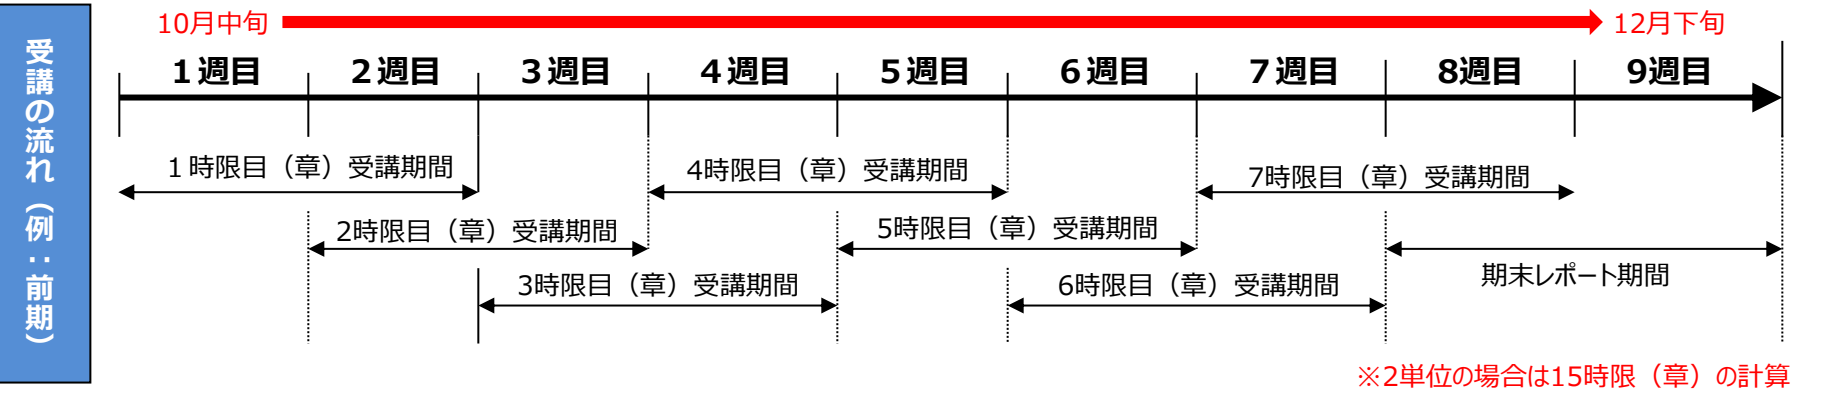 受講の流れ（例：前期）
10月中旬
12月下旬
１週目
２週目
３週目
４週目
５週目
６週目
７週目
8週目
9週目
１時限目（章）受講期間
4時限目（章）受講期間
7時限目（章）受講期間
2時限目（章）受講期間
5時限目（章）受講期間
3時限目（章）受講期間
6時限目（章）受講期間
期末レポート期間
※2単位の場合は15時限（章）の計算